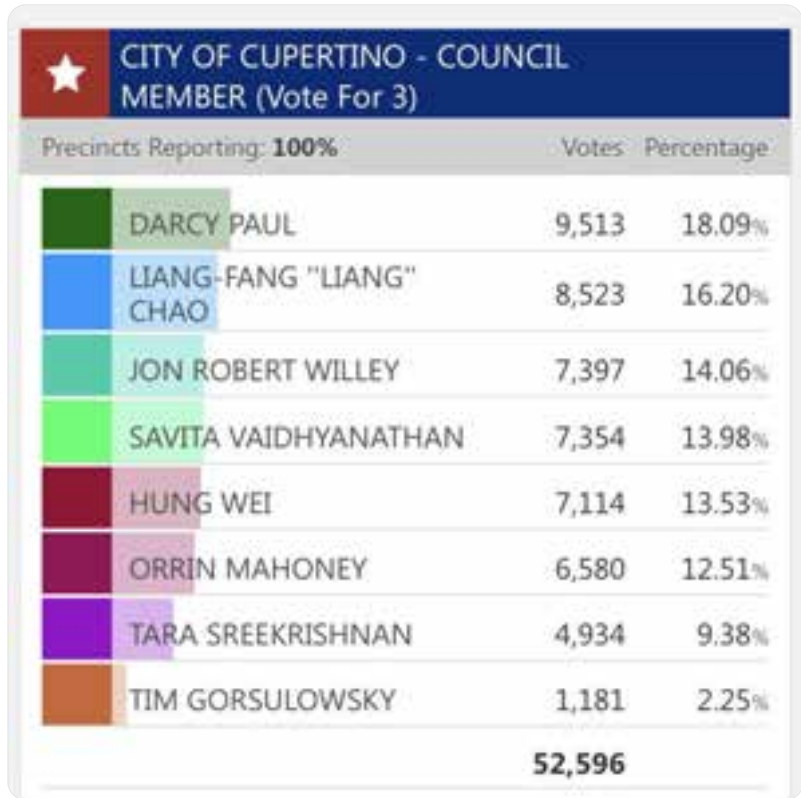 CITY OF CUPERTINO - COUNCIL
MEMBER (Vote For 3)
Precincts Reporting: 100% Votes Percentage
DARCY PAUL 9,513 18.09%
LIANG-FANG "LIANG"
CHAO 8,523 16.20%
JON ROBERT WILLEY 7,397 14.06%
SAVITA VAIDHYANATHAN 7,354 13.98%
HUNG WEI 7,114 13.53%
ORRIN MAHONEY 6,580 12.51%
TARA SREEKRISHNAN 4,934 9.38%
TIM GORSULOWSKY 1,181 2.25%
52,596